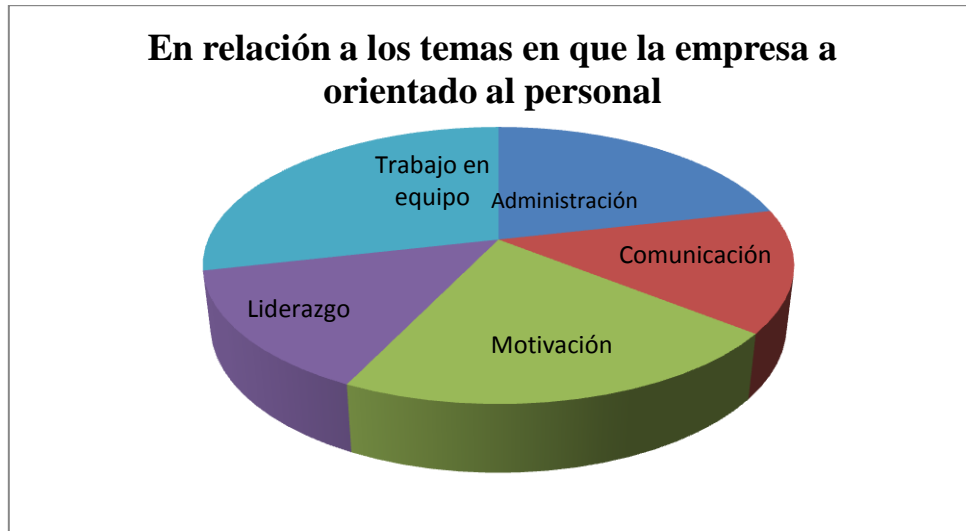 En relación a los temas en que la empresa a
orientado al personal
Trabajo en
equipo
Administración
Comunicación
Liderazgo
Motivación